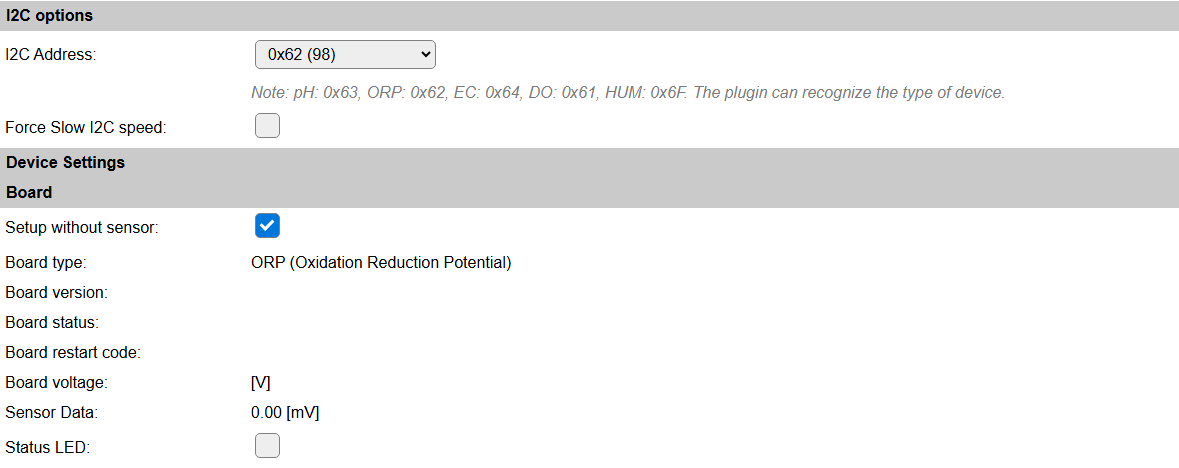 I2C options
I2C Address: 0x62 (98)
Note: pH: 0x63, ORP: 0x62, EC: 0x64, DO: 0x61, HUM: 0x6F. The plugin can recognize the type of device.
Force Slow I2C speed:
Device Settings
Board
Setup without sensor:
Board type: ORP (Oxidation Reduction Potential)
Board version:
Board status:
Board restart code:
Board voltage: [V]
Sensor Data: 0.00 [mV]
Status LED: